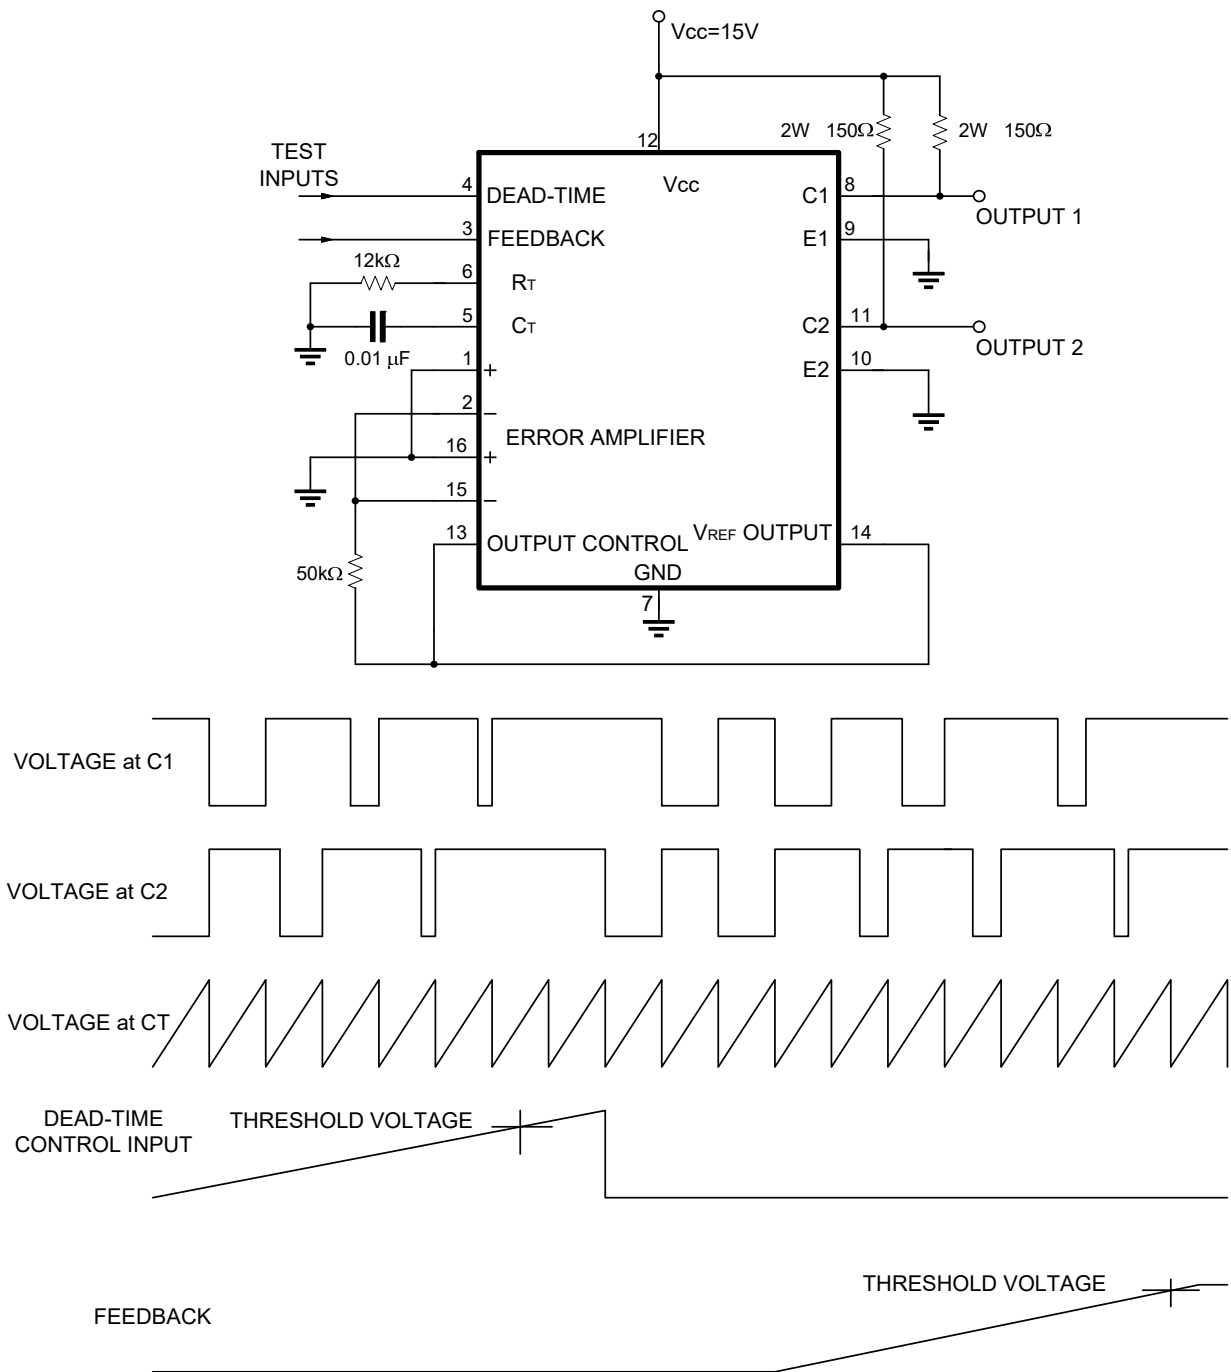 Vcc=15V
2W 150Ω
2W 150Ω
12
TEST
INPUTS
Vcc
4
DEAD-TIME
C1
8
OUTPUT 1
3
FEEDBACK
E1
9
12kΩ
6
RT
5
CT
C2
11
OUTPUT 2
0.01 μF
1
+
E2
10
2
−
ERROR AMPLIFIER
16
+
15
−
13
OUTPUT CONTROL
VREF OUTPUT
14
50kΩ
GND
7
VOLTAGE at C1
VOLTAGE at C2
VOLTAGE at CT
DEAD-TIME
CONTROL INPUT
THRESHOLD VOLTAGE
THRESHOLD VOLTAGE
FEEDBACK